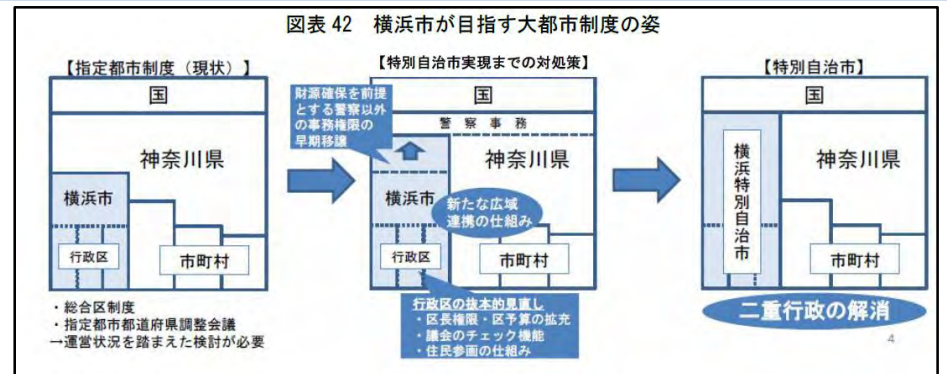 図表 42　横浜市が目指す大都市制度の姿
【指定都市制度（現状）】
国
神奈川県
横浜市
行政区
市町村
・総合区制度
・指定都市都道府県調整会議
→運営状況を踏まえた検討が必要
【特別自治市実現までの対処策】
財源確保を前提
とする警察以外
の事務権限の
早期移譲
国
警察事務
神奈川県
横浜市
新たな広域
連携の仕組み
行政区
市町村
行政区の抜本的見直し
・区長権限・区予算の拡充
・議会のチェック機能
・住民参画の仕組み
【特別自治市】
国
横浜特別自治市
神奈川県
市町村
二重行政の解消
4